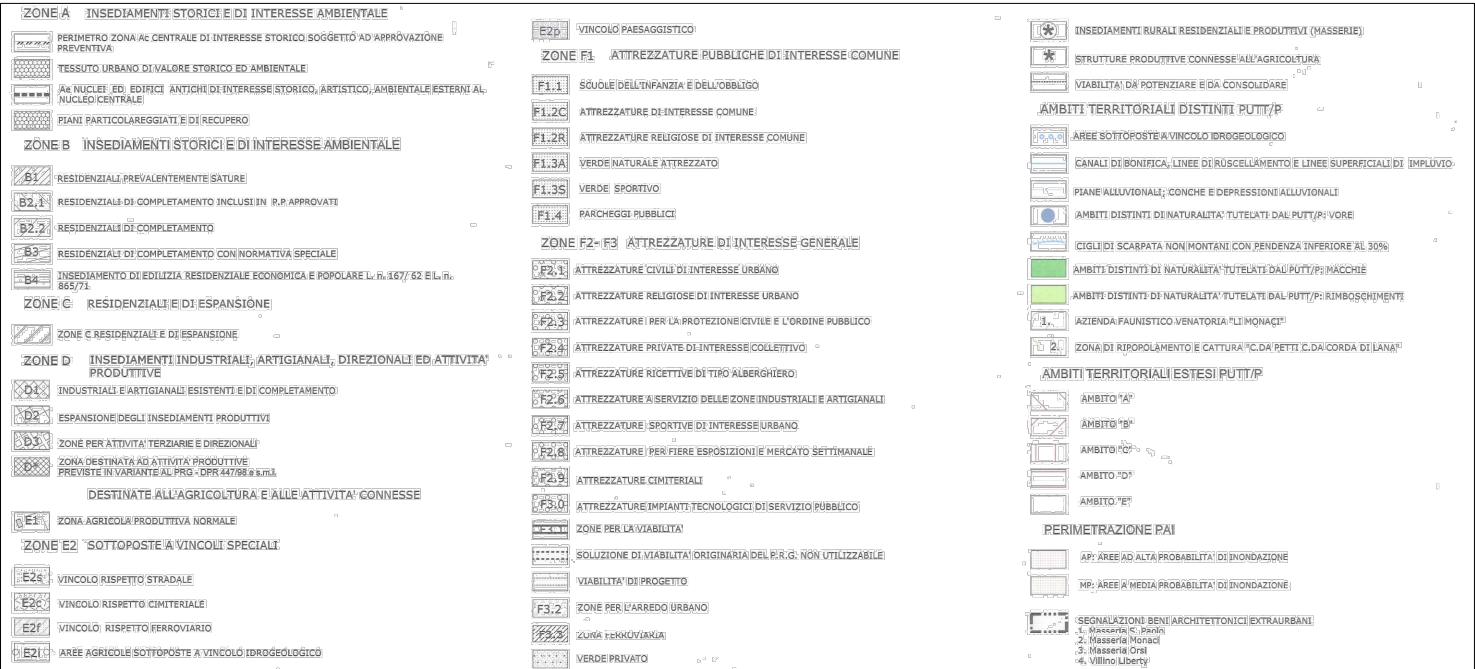 ZONE A INSEDIAMENTI STORICI E DI INTERESSE AMBIENTALE
PERIMETRO ZONA Ac CENTRALE DI INTERESSE STORICO SOGGETTO AD APPROVAZIONE
PREVENTIVA
TESSUTO URBANO DI VALORE STORICO ED AMBIENTALE
Ae NUCLEI ED EDIFICI ANTICHI DI INTERESSE STORICO, ARTISTICO, AMBIENTALE ESTERNI AL
NUCLEO CENTRALE
PIANI PARTICOLAREGGIATI E DI RECUPERO
ZONE B INSEDIAMENTI STORICI E DI INTERESSE AMBIENTALE
B1 RESIDENZIALI PREVALENTEMENTE SATURE
B2.1 RESIDENZIALI DI COMPLETAMENTO INCLUSI IN P.P APPROVATI
B2.2 RESIDENZIALI DI COMPLETAMENTO
B3 RESIDENZIALI DI COMPLETAMENTO CON NORMATIVA SPECIALE
B4 INSEDIAMENTO DI EDILIZIA RESIDENZIALE ECONOMICA E POPOLARE L. n. 167/ 62 E L. n.
865/71
ZONE C RESIDENZIALI E DI ESPANSIONE
ZONE C RESIDENZIALI E DI ESPANSIONE
ZONE D INSEDIAMENTI INDUSTRIALI, ARTIGIANALI, DIREZIONALI ED ATTIVITA'
PRODUTTIVE
D1 INDUSTRIALI E ARTIGIANALI ESISTENTI E DI COMPLETAMENTO
D2 ESPANSIONE DEGLI INSEDIAMENTI PRODUTTIVI
D3 ZONE PER ATTIVITA' TERZIARIE E DIREZIONALI
D* ZONA DESTINATA AD ATTIVITA' PRODUTTIVE
PREVISTE IN VARIANTE AL PRG - DPR 447/98 e s.m.i.
DESTINATE ALL'AGRICOLTURA E ALLE ATTIVITA' CONNESSE
E1 ZONA AGRICOLA PRODUTTIVA NORMALE
ZONE E2 SOTTOPOSTE A VINCOLI SPECIALI
E2s VINCOLO RISPETTO STRADALE
E2c VINCOLO RISPETTO CIMITERIALE
E2f VINCOLO RISPETTO FERROVIARIO
E2i AREE AGRICOLE SOTTOPOSTE A VINCOLO IDROGEOLOGICO
E2p VINCOLO PAESAGGISTICO
ZONE F1 ATTREZZATURE PUBBLICHE DI INTERESSE COMUNE
F1.1 SCUOLE DELL'INFANZIA E DELL'OBBLIGO
F1.2C ATTREZZATURE DI INTERESSE COMUNE
F1.2R ATTREZZATURE RELIGIOSE DI INTERESSE COMUNE
F1.3A VERDE NATURALE ATTREZZATO
F1.3S VERDE SPORTIVO
F1.4 PARCHEGGI PUBBLICI
ZONE F2- F3 ATTREZZATURE DI INTERESSE GENERALE
F2.1 ATTREZZATURE CIVILI DI INTERESSE URBANO
F2.2 ATTREZZATURE RELIGIOSE DI INTERESSE URBANO
F2.3 ATTREZZATURE PER LA PROTEZIONE CIVILE E L'ORDINE PUBBLICO
F2.4 ATTREZZATURE PRIVATE DI INTERESSE COLLETTIVO
F2.5 ATTREZZATURE RICETTIVE DI TIPO ALBERGHIERO
F2.6 ATTREZZATURE A SERVIZIO DELLE ZONE INDUSTRIALI E ARTIGIANALI
F2.7 ATTREZZATURE SPORTIVE DI INTERESSE URBANO
F2.8 ATTREZZATURE PER FIERE ESPOSIZIONI E MERCATO SETTIMANALE
F2.9 ATTREZZATURE CIMITERIALI
F3.0 ATTREZZATURE IMPIANTI TECNOLOGICI DI SERVIZIO PUBBLICO
F3.1 ZONE PER LA VIABILITA'
SOLUZIONE DI VIABILITA' ORIGINARIA DEL P.R.G. NON UTILIZZABILE
VIABILITA' DI PROGETTO
F3.2 ZONE PER L'ARREDO URBANO
F3.3 ZONA FERROVIARIA
VERDE PRIVATO
INSEDIAMENTI RURALI RESIDENZIALI E PRODUTTIVI (MASSERIE)
STRUTTURE PRODUTTIVE CONNESSE ALL'AGRICOLTURA
VIABILITA' DA POTENZIARE E DA CONSOLIDARE
AMBITI TERRITORIALI DISTINTI PUTT/P
AREE SOTTOPOSTE A VINCOLO IDROGEOLOGICO
CANALI DI BONIFICA, LINEE DI RUSCELLAMENTO E LINEE SUPERFICIALI DI IMPLUVIO
PIANE ALLUVIONALI; CONCHE E DEPRESSIONI ALLUVIONALI
AMBITI DISTINTI DI NATURALITA' TUTELATI DAL PUTT/P: VORE
CIGLI DI SCARPATA NON MONTANI CON PENDENZA INFERIORE AL 30%
AMBITI DISTINTI DI NATURALITA' TUTELATI DAL PUTT/P: MACCHIE
AMBITI DISTINTI DI NATURALITA' TUTELATI DAL PUTT/P: RIMBOSCHIMENTI
1. AZIENDA FAUNISTICO VENATORIA "LI MONACI"
2. ZONA DI RIPOPOLAMENTO E CATTURA "C.DA PETTI C.DA CORDA DI LANA"
AMBITI TERRITORIALI ESTESI PUTT/P
AMBITO "A"
AMBITO "B"
AMBITO "C"
AMBITO "D"
AMBITO "E"
PERIMETRAZIONE PAI
AP: AREE AD ALTA PROBABILITA' DI INONDAZIONE
MP: AREE A MEDIA PROBABILITA' DI INONDAZIONE
SEGNALAZIONI BENI ARCHITETTONICI EXTRAURBANI
1. Masseria S. Paolo
2. Masseria Monaci
3. Masseria Orsi
4. Villino Liberty